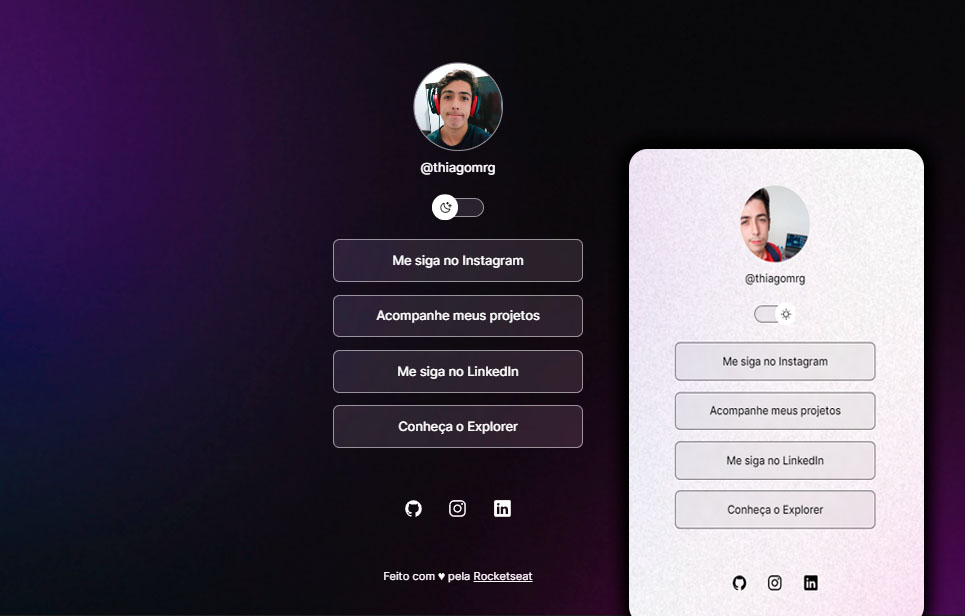 @thiagomrg
Me siga no Instagram
Acompanhe meus projetos
Me siga no LinkedIn
Conheça o Explorer
Feito com ♥ pela Rocketseat
@thiagomrg
Me siga no Instagram
Acompanhe meus projetos
Me siga no LinkedIn
Conheça o Explorer